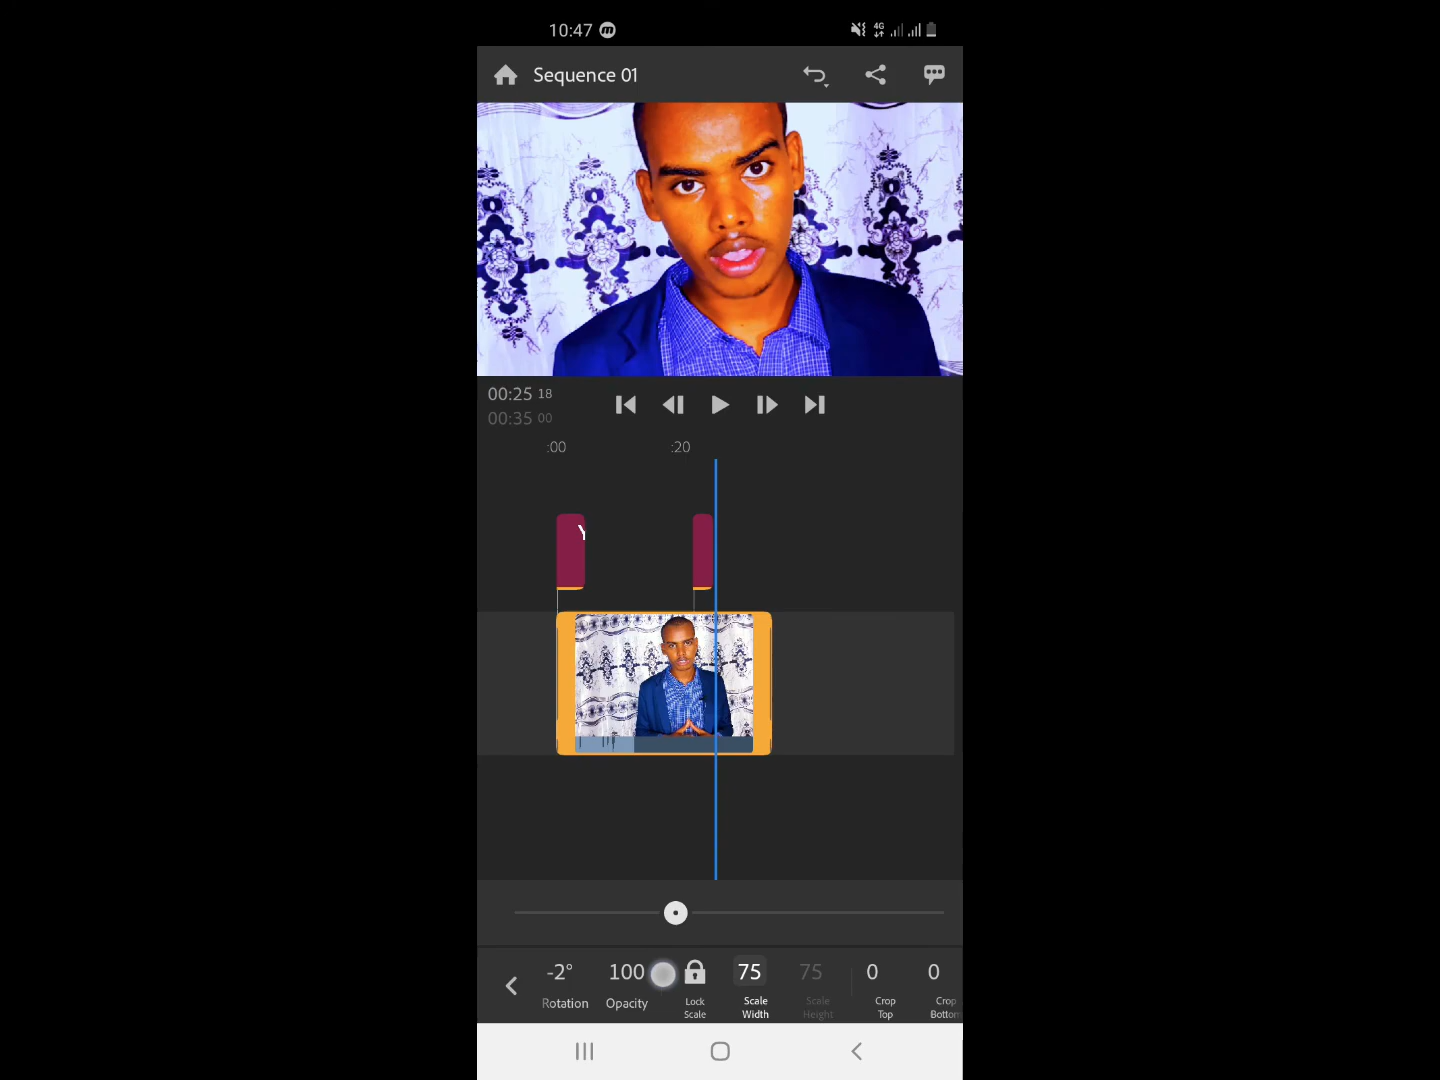 10:47 m 4G
Sequence 01
00:25 18
00:35 00
:00 :20
Y
-2° 100 75 75 0 0
Rotation Opacity Lock Scale Scale Width Scale Height Crop Top Crop Bottom